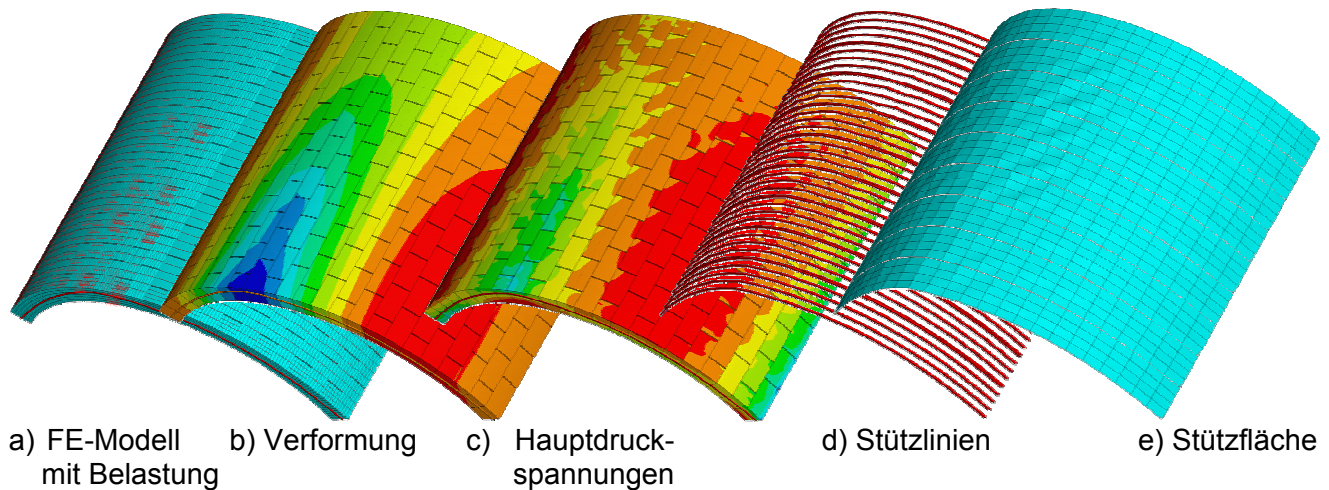 a) FE-Modell
mit Belastung
b) Verformung
c) Hauptdruck-
spannungen
d) Stützlinien
e) Stützfläche